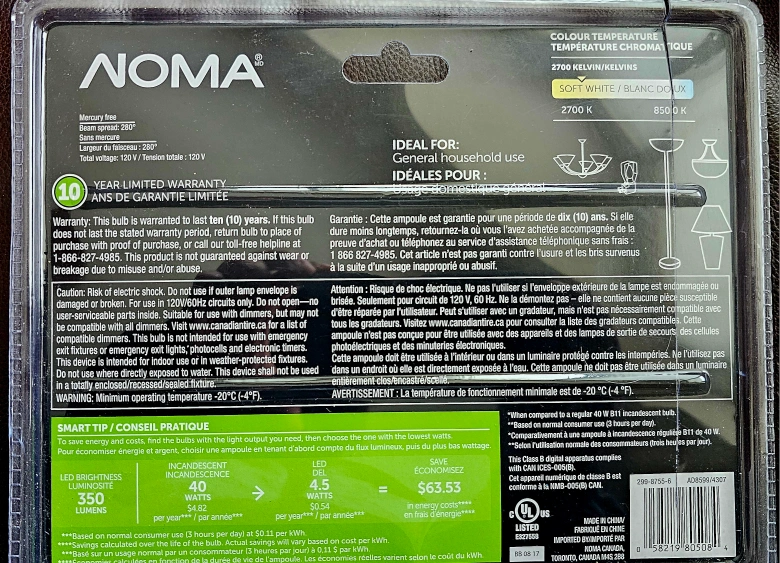 NOMA®
MD
COLOUR TEMPERATURE
TEMPÉRATURE CHROMATIQUE
2700 KELVIN/KELVINS
SOFT WHITE / BLANC DOUX
2700 K 8500 K
Mercury free
Beam spread: 280°
Sans mercure
Largeur du faisceau : 280°
Total voltage: 120 V / Tension totale : 120 V
IDEAL FOR:
General household use
IDÉALES POUR :
Usage domestique général
10 YEAR LIMITED WARRANTY
ANS DE GARANTIE LIMITÉE
Warranty: This bulb is warranted to last ten (10) years. If this
bulb does not last the stated warranty period, return bulb to place of
purchase with proof of purchase, or call our toll-free helpline at
1-866-827-4985. This product is not guaranteed against wear or
breakage due to misuse and/or abuse.
Garantie : Cette ampoule est garantie pour une période de dix (10) ans. Si elle
dure moins longtemps, retournez-la où vous l'avez achetée accompagnée de la
preuve d'achat ou téléphonez au service d'assistance téléphonique sans frais :
1 866 827-4985. Cet article n'est pas garanti contre l'usure et les bris survenus
à la suite d'un usage inapproprié ou abusif.
Caution: Risk of electric shock. Do not use if outer lamp envelope is
damaged or broken. For use in 120V/60Hz circuits only. Do not open—no
user-serviceable parts inside. Suitable for use with dimmers, but may not
be compatible with all dimmers. Visit www.canadiantire.ca for a list of
compatible dimmers. This bulb is not intended for use with emergency
exit fixtures or emergency exit lights, photocells and electronic timers.
This device is intended for indoor use or in weather-protected fixtures.
Do not use where directly exposed to water. This device shall not be used
in a totally enclosed/recessed/sealed fixture.
WARNING: Minimum operating temperature -20°C (-4°F).
Attention : Risque de choc électrique. Ne pas l'utiliser si l'enveloppe extérieure de la lampe est endommagée ou
brisée. Seulement pour circuit de 120 V, 60 Hz. Ne la démontez pas – elle ne contient aucune pièce susceptible
d'être réparée par l'utilisateur. Peut s'utiliser avec un gradateur, mais n'est pas nécessairement compatible avec
tous les gradateurs. Visitez www.canadiantire.ca pour consulter la liste des gradateurs compatibles. Cette
ampoule n'est pas conçue pour être utilisée avec des appareils et des lampes de sortie de secours, des cellules
photoélectriques et des minuteries électroniques.
Cette ampoule doit être utilisée à l'intérieur ou dans un luminaire protégé contre les intempéries. Ne l'utilisez pas
dans un endroit où elle est directement exposée à l'eau. Cette ampoule ne doit pas être utilisée dans un luminaire
entièrement clos/encastré/scellé.
AVERTISSEMENT : La température de fonctionnement minimale est de -20 °C (-4 °F).
SMART TIP / CONSEIL PRATIQUE
To save energy and costs, find the bulbs with the light output you need, then choose the one with the lowest watts.
Pour économiser énergie et argent, choisir une ampoule en tenant d'abord compte du flux lumineux, puis du plus bas wattage.
LED BRIGHTNESS
LUMINOSITÉ
350
LUMENS
INCANDESCENT
INCANDESCENCE
40
WATTS
$4.82
per year*** / par année***
LED
DEL
4.5
WATTS
$0.54
per year*** / par année***
=
SAVE
ÉCONOMISEZ
$63.53
in energy costs****
en frais d'énergie****
***Based on normal consumer use (3 hours per day) at $0.11 per kWh.
****Savings calculated over the life of the bulb. Actual savings will vary based on cost per kWh.
***Basé sur un usage normal par un consommateur (3 heures par jour) à 0,11 $ par kWh.
****Économies calculées en fonction de la durée de vie de l'ampoule. Les économies réelles varient selon le coût du kWh.
*When compared to a regular 40 W B11 incandescent bulb.
**Based on normal consumer use (3 hours per day).
*Comparativement à une ampoule à incandescence régulière B11 de 40 W.
**Selon l'utilisation normale des consommateurs (trois heures par jour).
This Class B digital apparatus complies
with CAN ICES-005(B).
Cet appareil numérique de classe B est
conforme à la NMB-005(B) CAN.
c UL US
LISTED
E327558
BB 08 17
MADE IN CHINA/
FABRIQUÉ EN CHINE
IMPORTED BY/IMPORTÉ PAR
NOMA CANADA,
TORONTO, CANADA M4S 2B8
299-8755-6 AD8599/4307
0 58219 80508 4